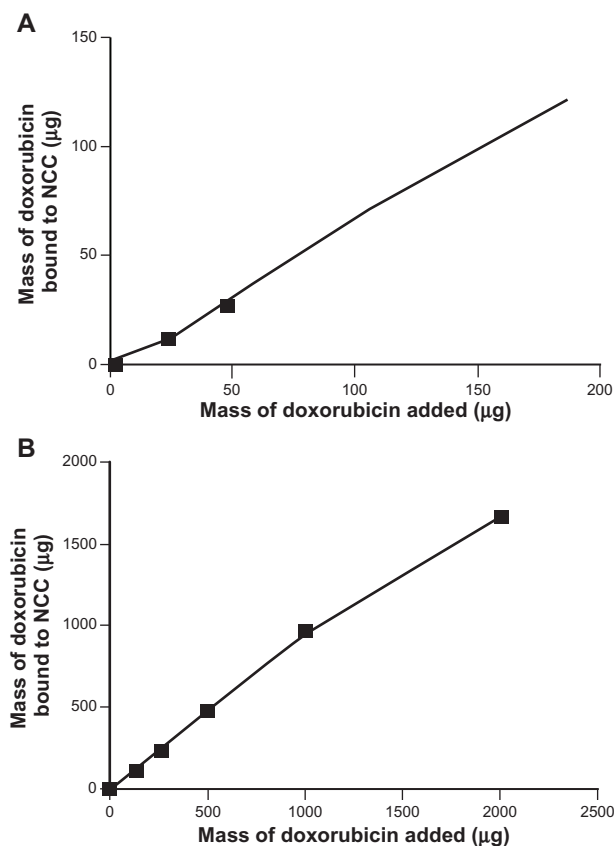 A
150
100
50
0
Mass of doxorubicin
bound to NCC (μg)
0 50 100 150 200
Mass of doxorubicin added (μg)
B
2000
1500
1000
500
0
Mass of doxorubicin
bound to NCC (μg)
0 500 1000 1500 2000 2500
Mass of doxorubicin added (μg)